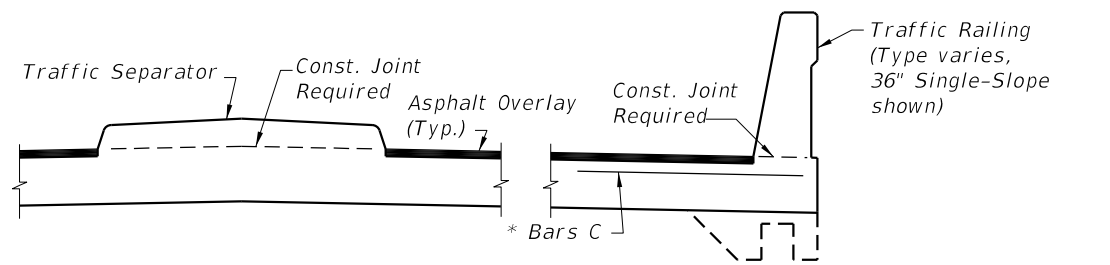 Traffic Separator
Const. Joint
Required
Asphalt Overlay
(Typ.)
Const. Joint
Required
Traffic Railing
(Type varies,
36" Single-Slope
shown)
* Bars C